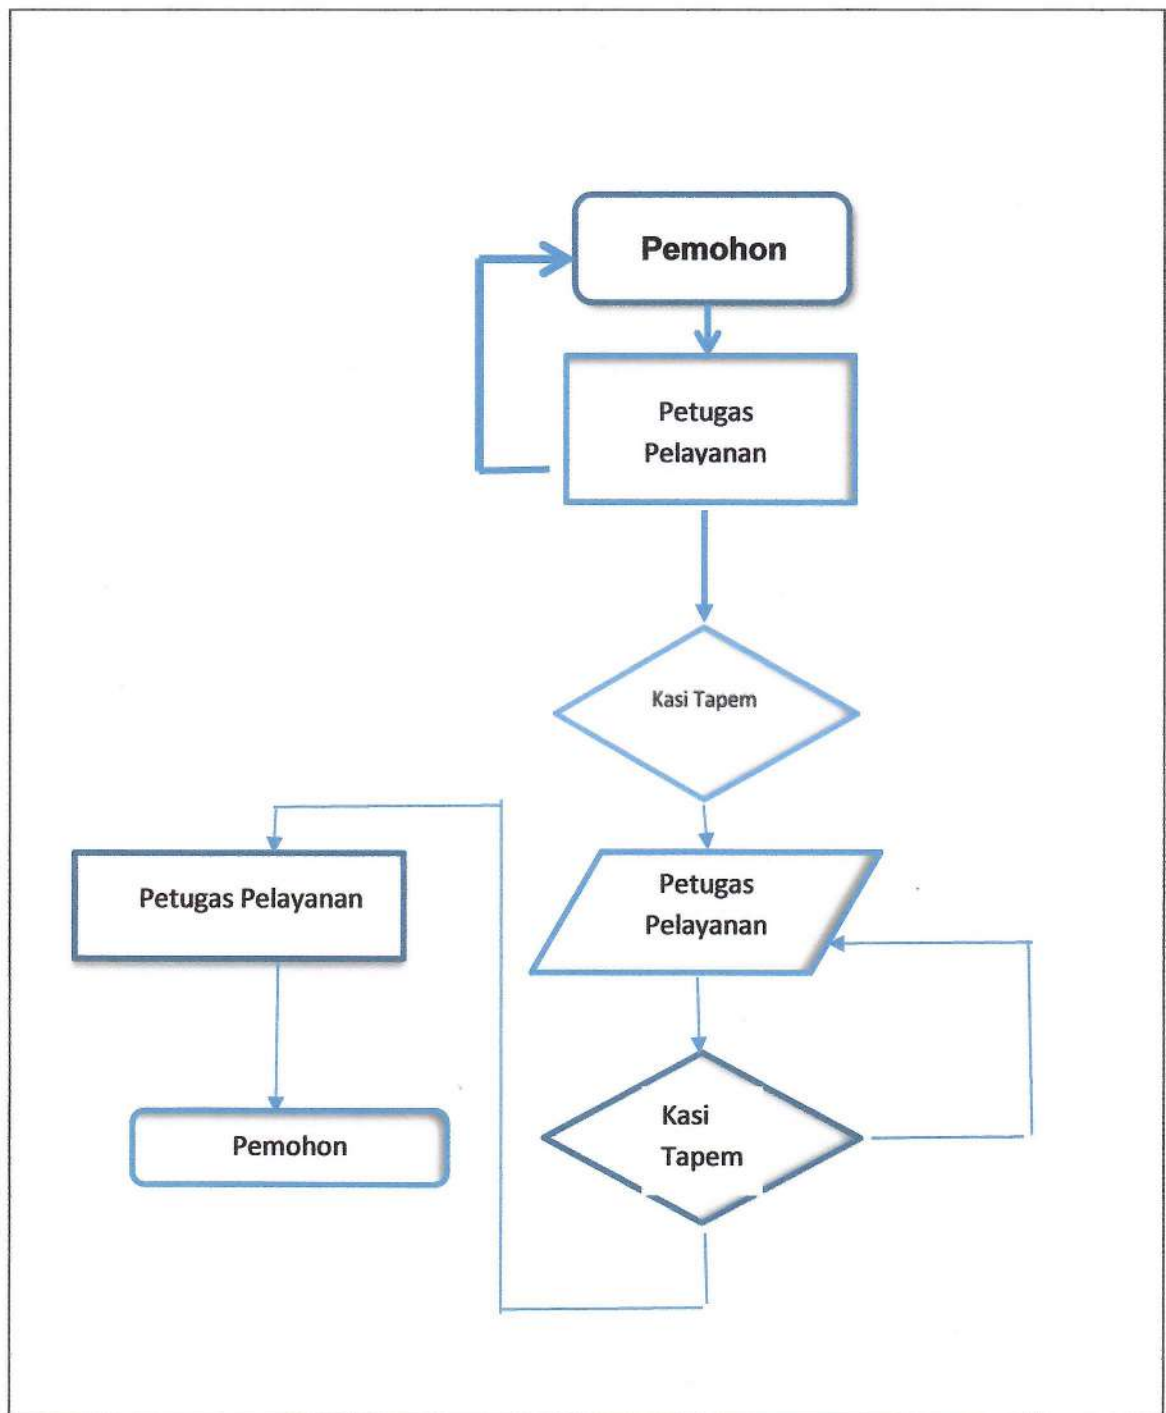 Pemohon
Petugas
Pelayanan
Kasi Tapem
Petugas
Pelayanan
Kasi
Tapem
Petugas Pelayanan
Pemohon